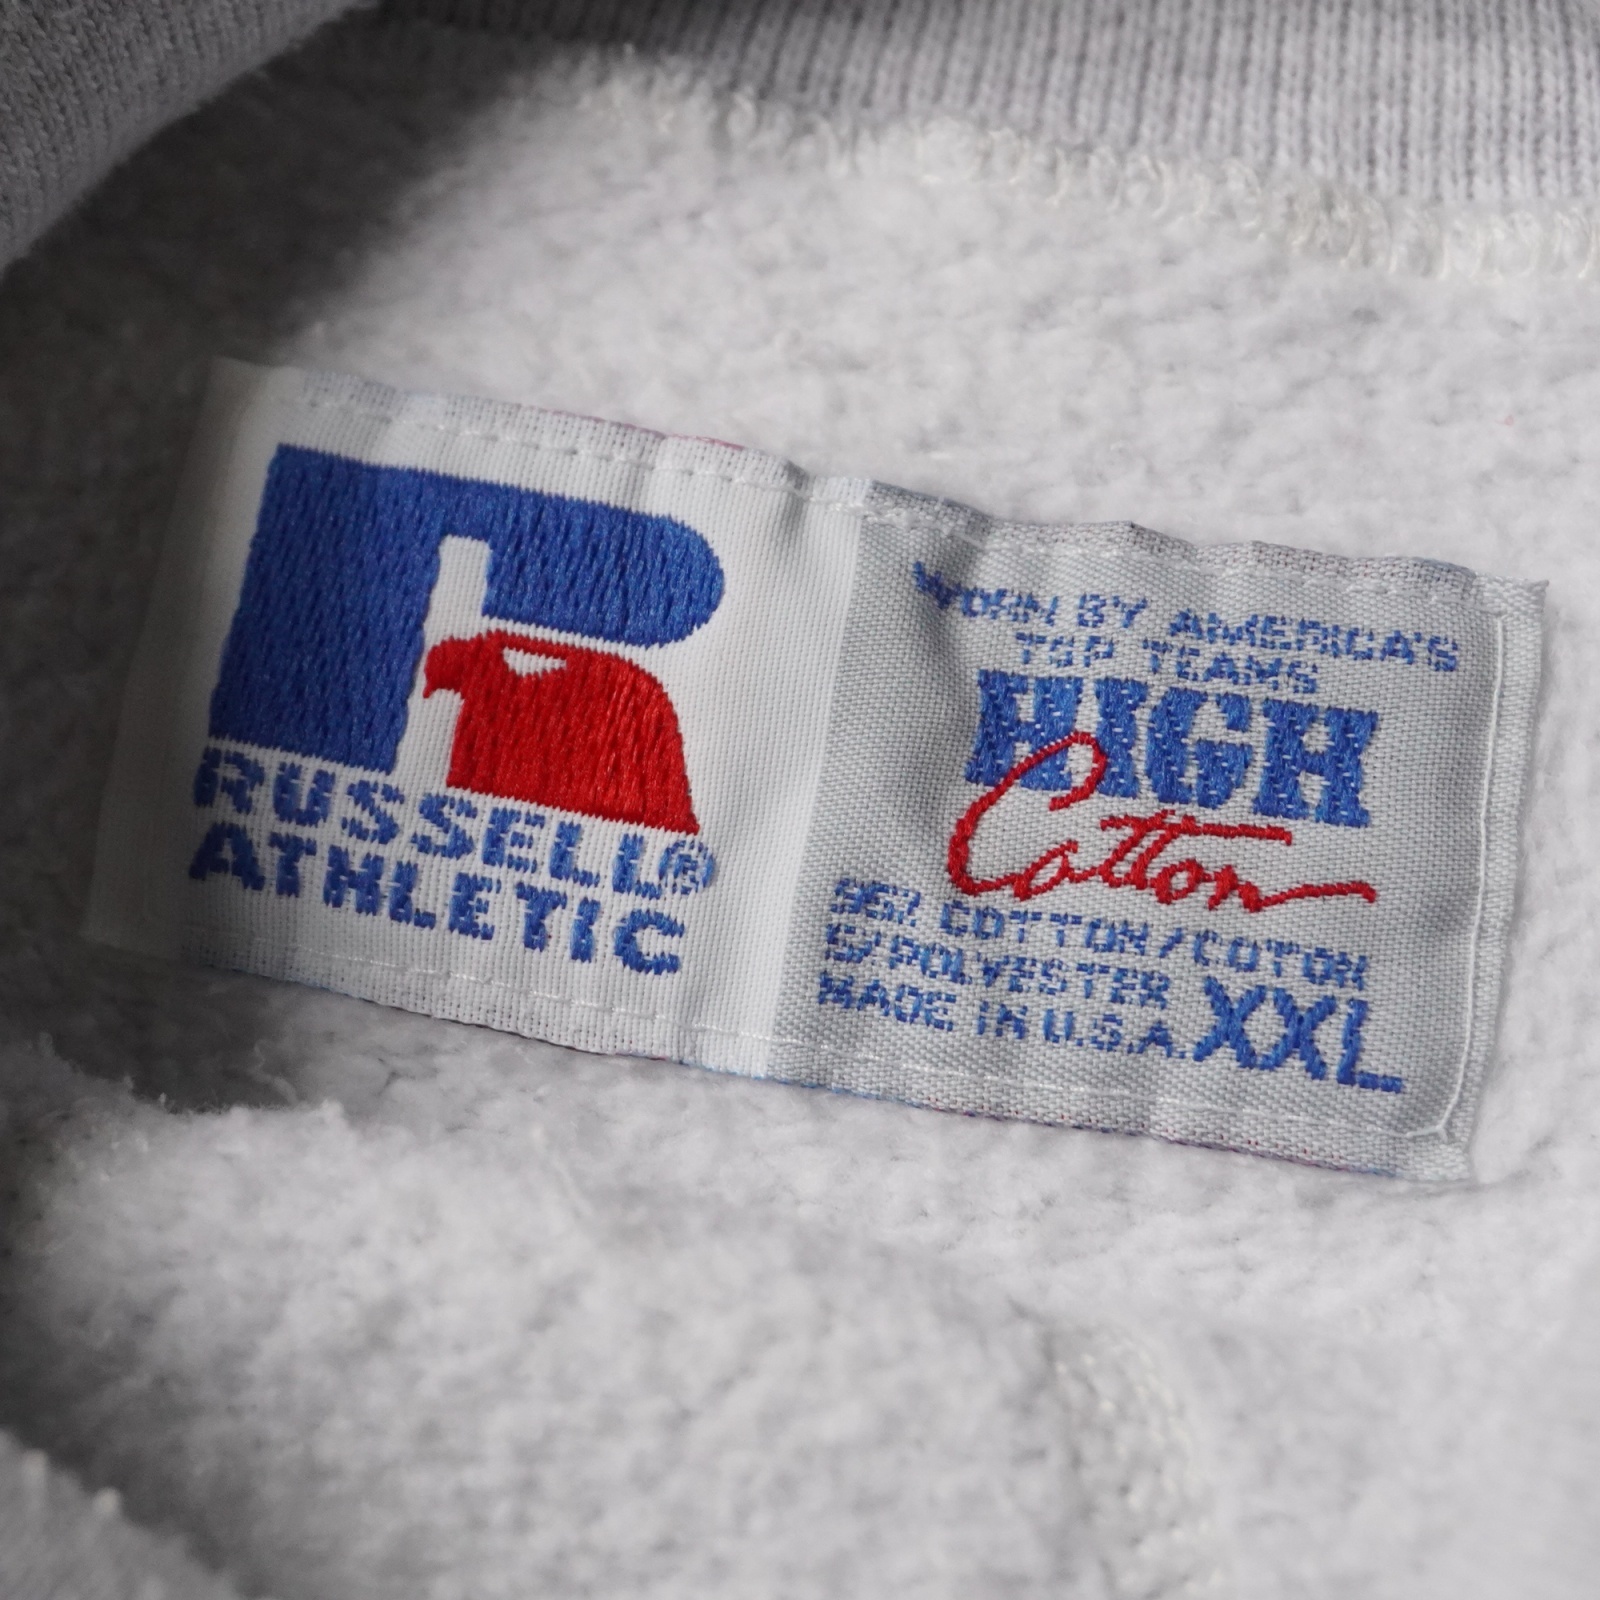 RUSSELL®
ATHLETIC
WORN BY AMERICA'S
TOP TEAMS
HIGH
Cotton
95% COTTON/COTON
5/POLYESTER
MADE IN U.S.A. XXL